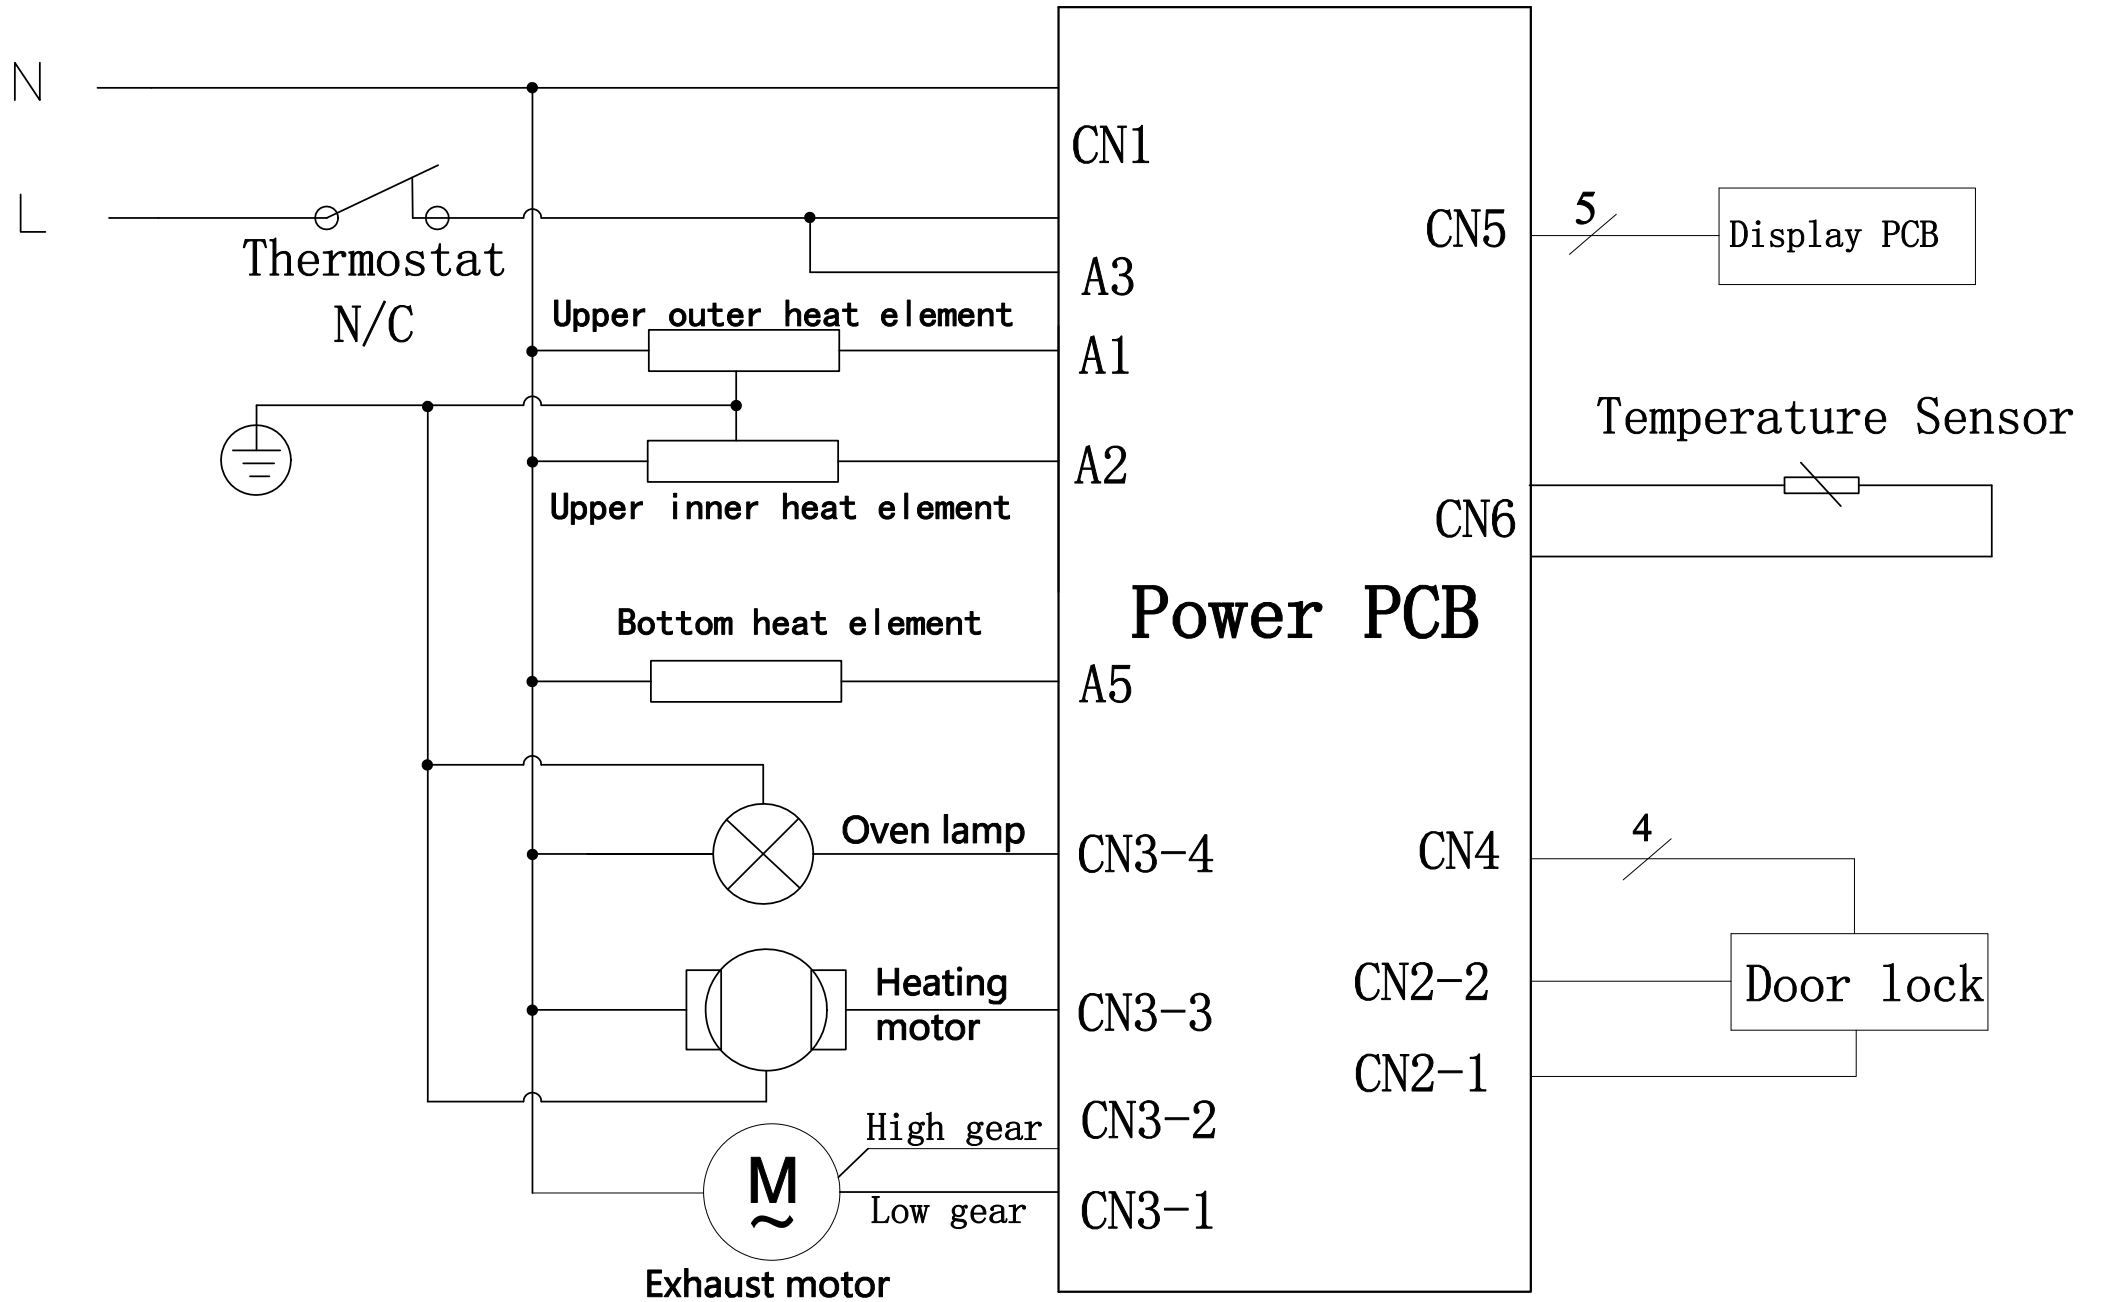 N
CN1
L
Thermostat
N/C
CN5
5
Display PCB
A3
Upper outer heat element
A1
Temperature Sensor
A2
Upper inner heat element
CN6
Power PCB
Bottom heat element
A5
Oven lamp
CN3-4
CN4
4
Heating
motor
CN3-3
CN2-2
Door lock
CN2-1
High gear
CN3-2
M
~
Low gear
CN3-1
Exhaust motor